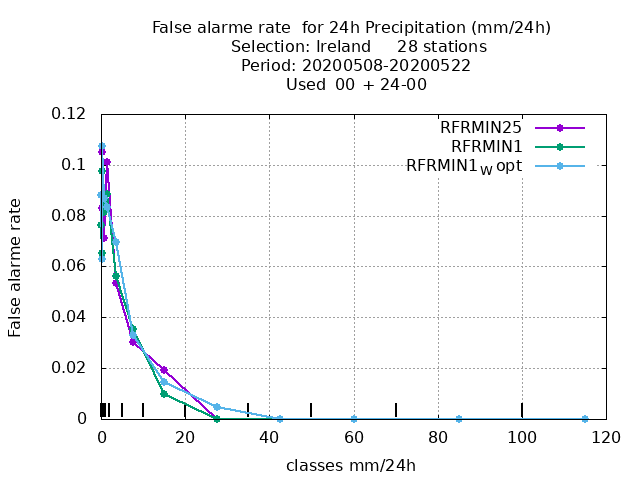 False alarme rate  for 24h Precipitation (mm/24h)
Selection: Ireland     28 stations
Period: 20200508-20200522
Used  00 + 24-00
RFRMIN25
RFRMIN1
RFRMIN1W opt
0.12
0.1
0.08
0.06
0.04
0.02
0
False alarme rate
0 20 40 60 80 100 120
classes mm/24h